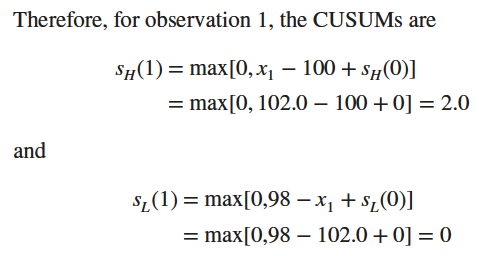 Therefore, for observation 1, the CUSUMs are
s_H(1) = max[0, x_1 − 100 + s_H(0)]
= max[0, 102.0 − 100 + 0] = 2.0
and
s_L(1) = max[0,98 − x_1 + s_L(0)]
= max[0,98 − 102.0 + 0] = 0